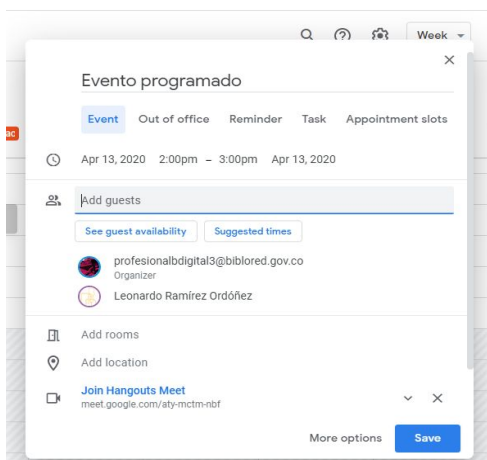 Week
Evento programado
Event Out of office Reminder Task Appointment slots
ac
Apr 13, 2020 2:00pm – 3:00pm Apr 13, 2020
Add guests
See guest availability Suggested times
profesionalbdigital3@biblored.gov.co
Organizer
Leonardo Ramírez Ordóñez
Add rooms
Add location
Join Hangouts Meet
meet.google.com/aty-mctm-nbf
More options Save